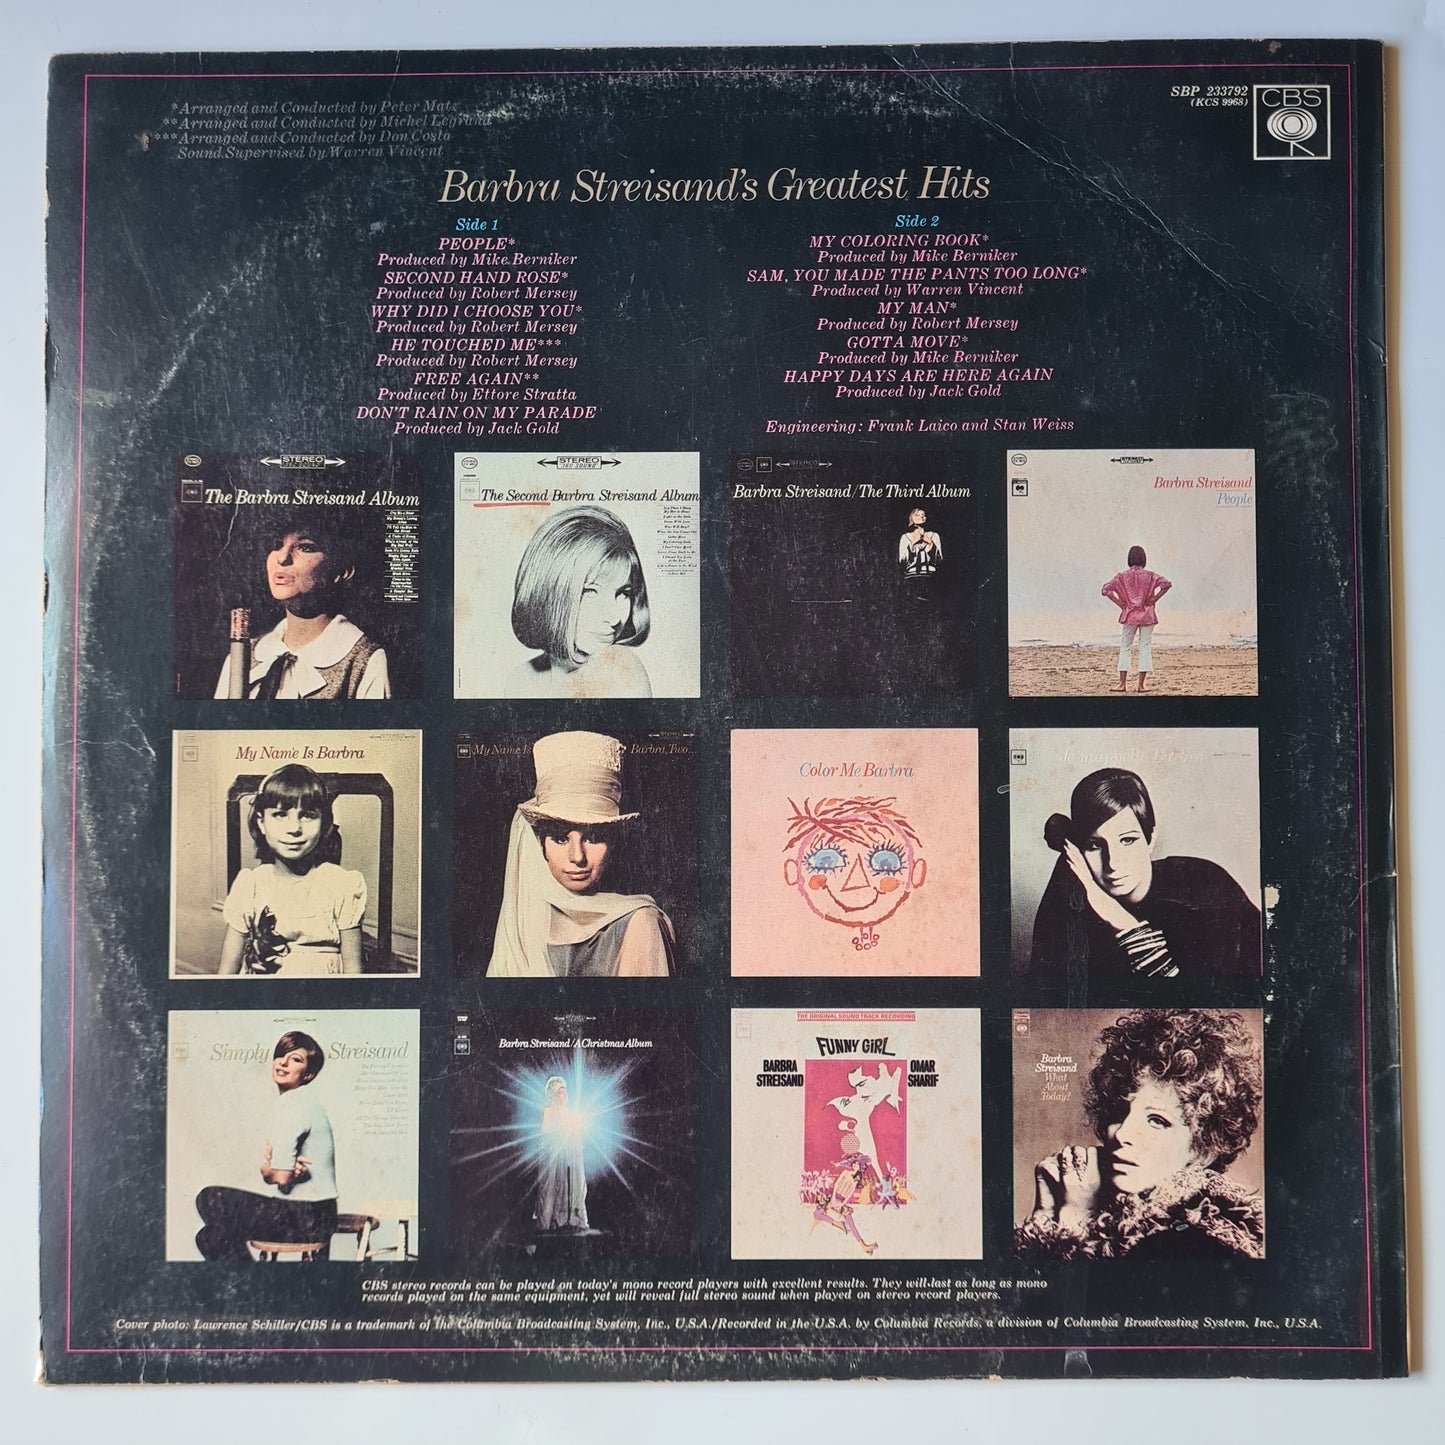 *Arranged and Conducted by Peter Matz
**Arranged and Conducted by Michel Legrand
***Arranged and Conducted by Don Costa
Sound Supervised by Warren Vincent
SBP 233792
(KCS 9968)
CBS
Barbra Streisand's Greatest Hits
Side 1
PEOPLE*
Produced by Mike Berniker
SECOND HAND ROSE*
Produced by Robert Mersey
WHY DID I CHOOSE YOU*
Produced by Robert Mersey
HE TOUCHED ME***
Produced by Robert Mersey
FREE AGAIN**
Produced by Ettore Stratta
DON'T RAIN ON MY PARADE
Produced by Jack Gold
Side 2
MY COLORING BOOK*
Produced by Mike Berniker
SAM, YOU MADE THE PANTS TOO LONG*
Produced by Warren Vincent
MY MAN*
Produced by Robert Mersey
GOTTA MOVE*
Produced by Mike Berniker
HAPPY DAYS ARE HERE AGAIN
Produced by Jack Gold
Engineering: Frank Laico and Stan Weiss
STEREO
The Barbra Streisand Album
STEREO
The Second Barbra Streisand Album
STEREO
Barbra Streisand/The Third Album
STEREO
Barbra Streisand
People
My Name Is Barbra
My Name Is Barbra, Two...
Color Me Barbra
Je m'appelle Barbra
Simply Streisand
Barbra Streisand/A Christmas Album
THE ORIGINAL SOUND TRACK RECORDING
FUNNY GIRL
BARBRA
STREISAND
OMAR
SHARIF
Barbra
Streisand
What
About
Today?
CBS stereo records can be played on today's mono record players with excellent results. They will last as long as mono
records played on the same equipment, yet will reveal full stereo sound when played on stereo record players.
Cover photo: Lawrence Schiller/CBS is a trademark of the Columbia Broadcasting System, Inc., U.S.A./Recorded in the U.S.A. by Columbia Records, a division of Columbia Broadcasting System, Inc., U.S.A.